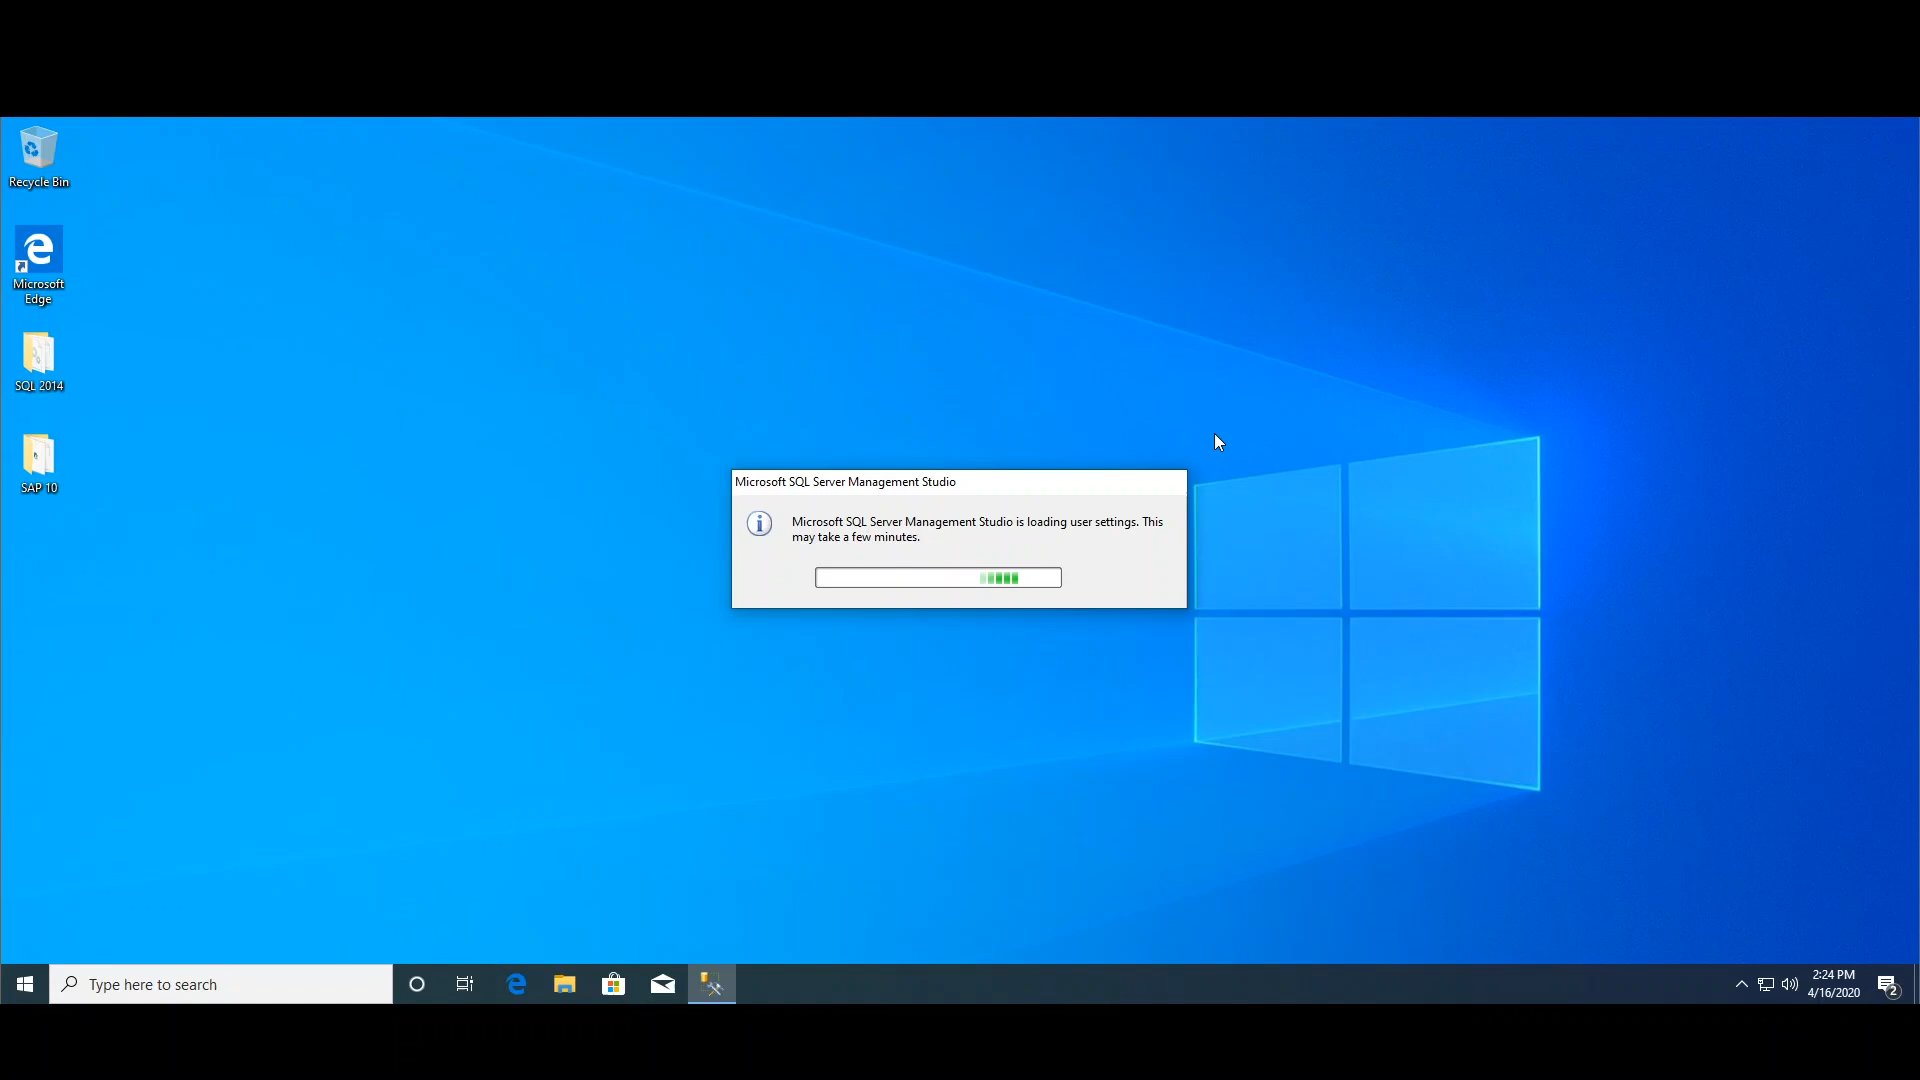 Recycle Bin
Microsoft
Edge
SQL 2014
SAP 10
Microsoft SQL Server Management Studio
Microsoft SQL Server Management Studio is loading user settings. This
may take a few minutes.
Type here to search
2:24 PM
4/16/2020
2